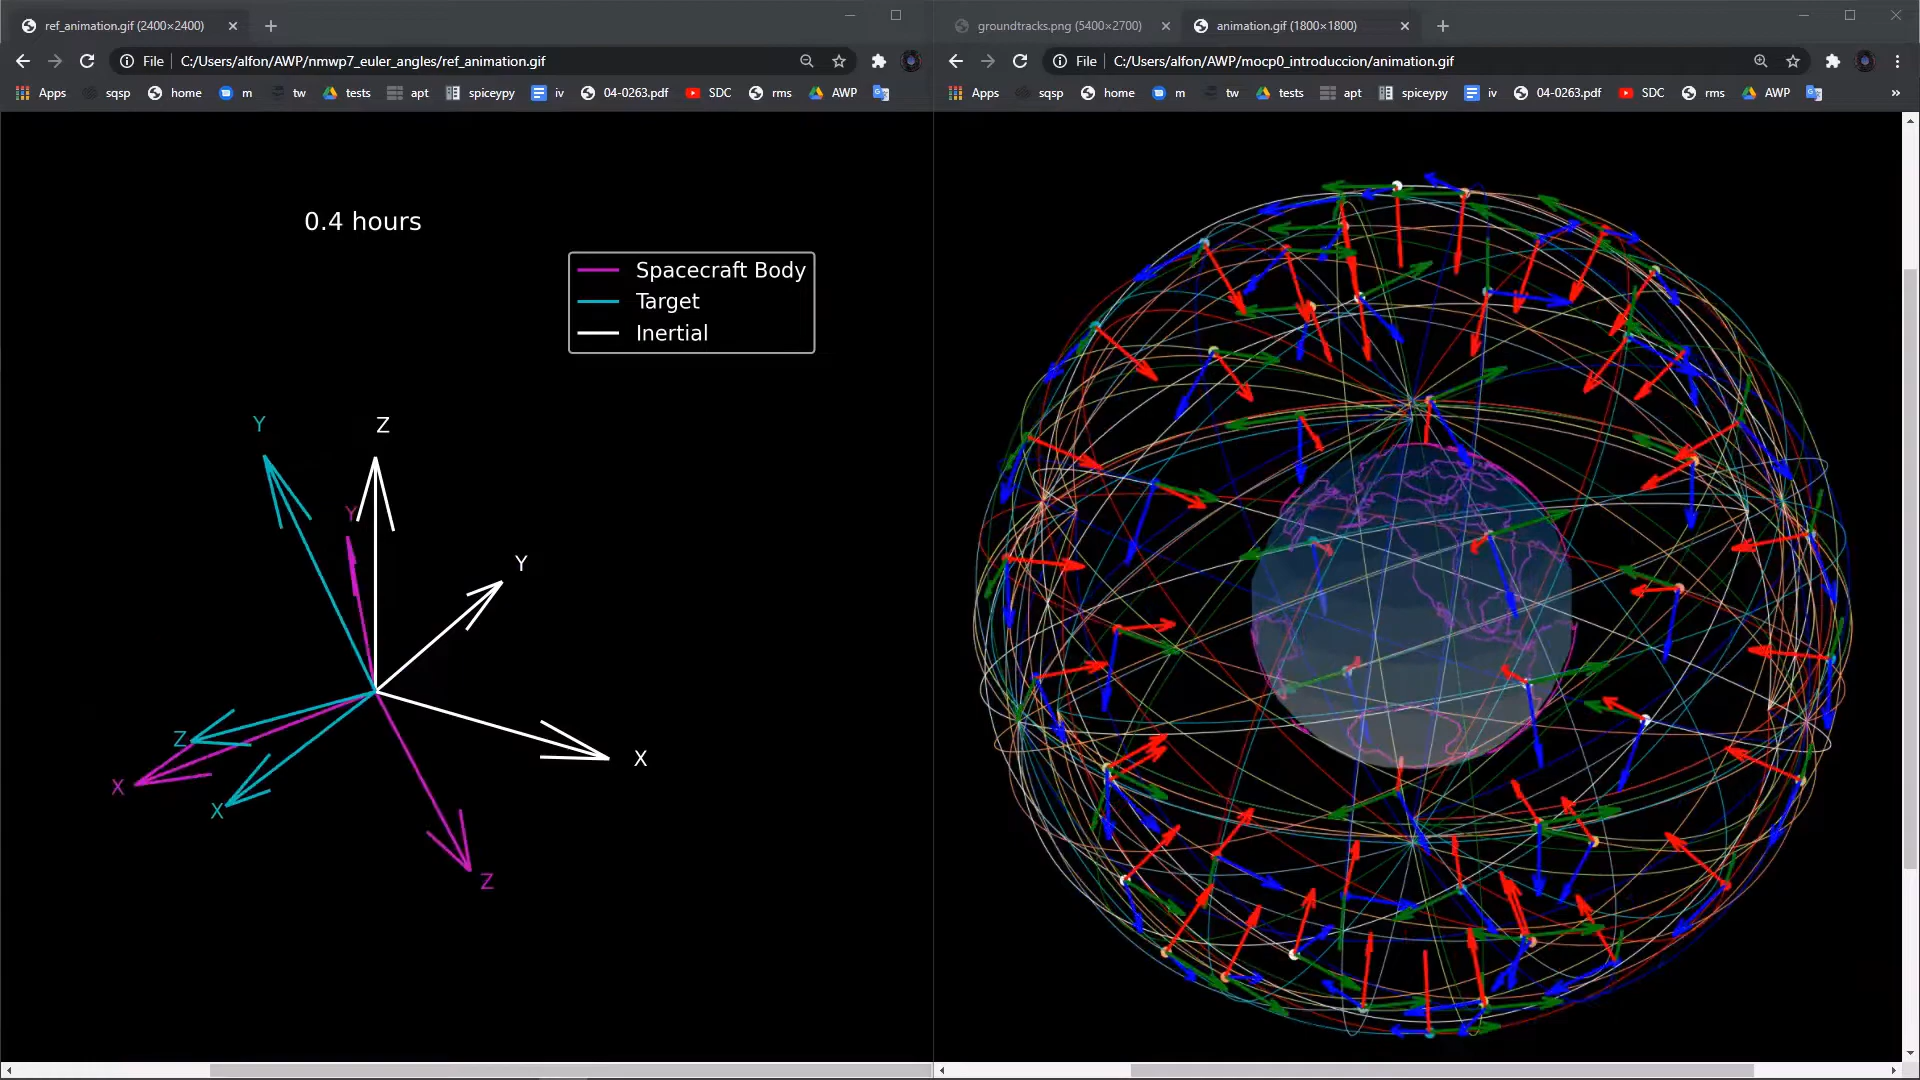 ref_animation.gif (2400×2400)
File C:/Users/alfon/AWP/nmwp7_euler_angles/ref_animation.gif
Apps sqsp home m tw tests apt spiceypy iv 04-0263.pdf SDC rms AWP
0.4 hours
Spacecraft Body
Target
Inertial
Y
Z
Y
Y
Z
X
X
X
Z
groundtracks.png (5400×2700) animation.gif (1800×1800)
File C:/Users/alfon/AWP/mocp0_introduccion/animation.gif
Apps sqsp home m tw tests apt spiceypy iv 04-0263.pdf SDC rms AWP »